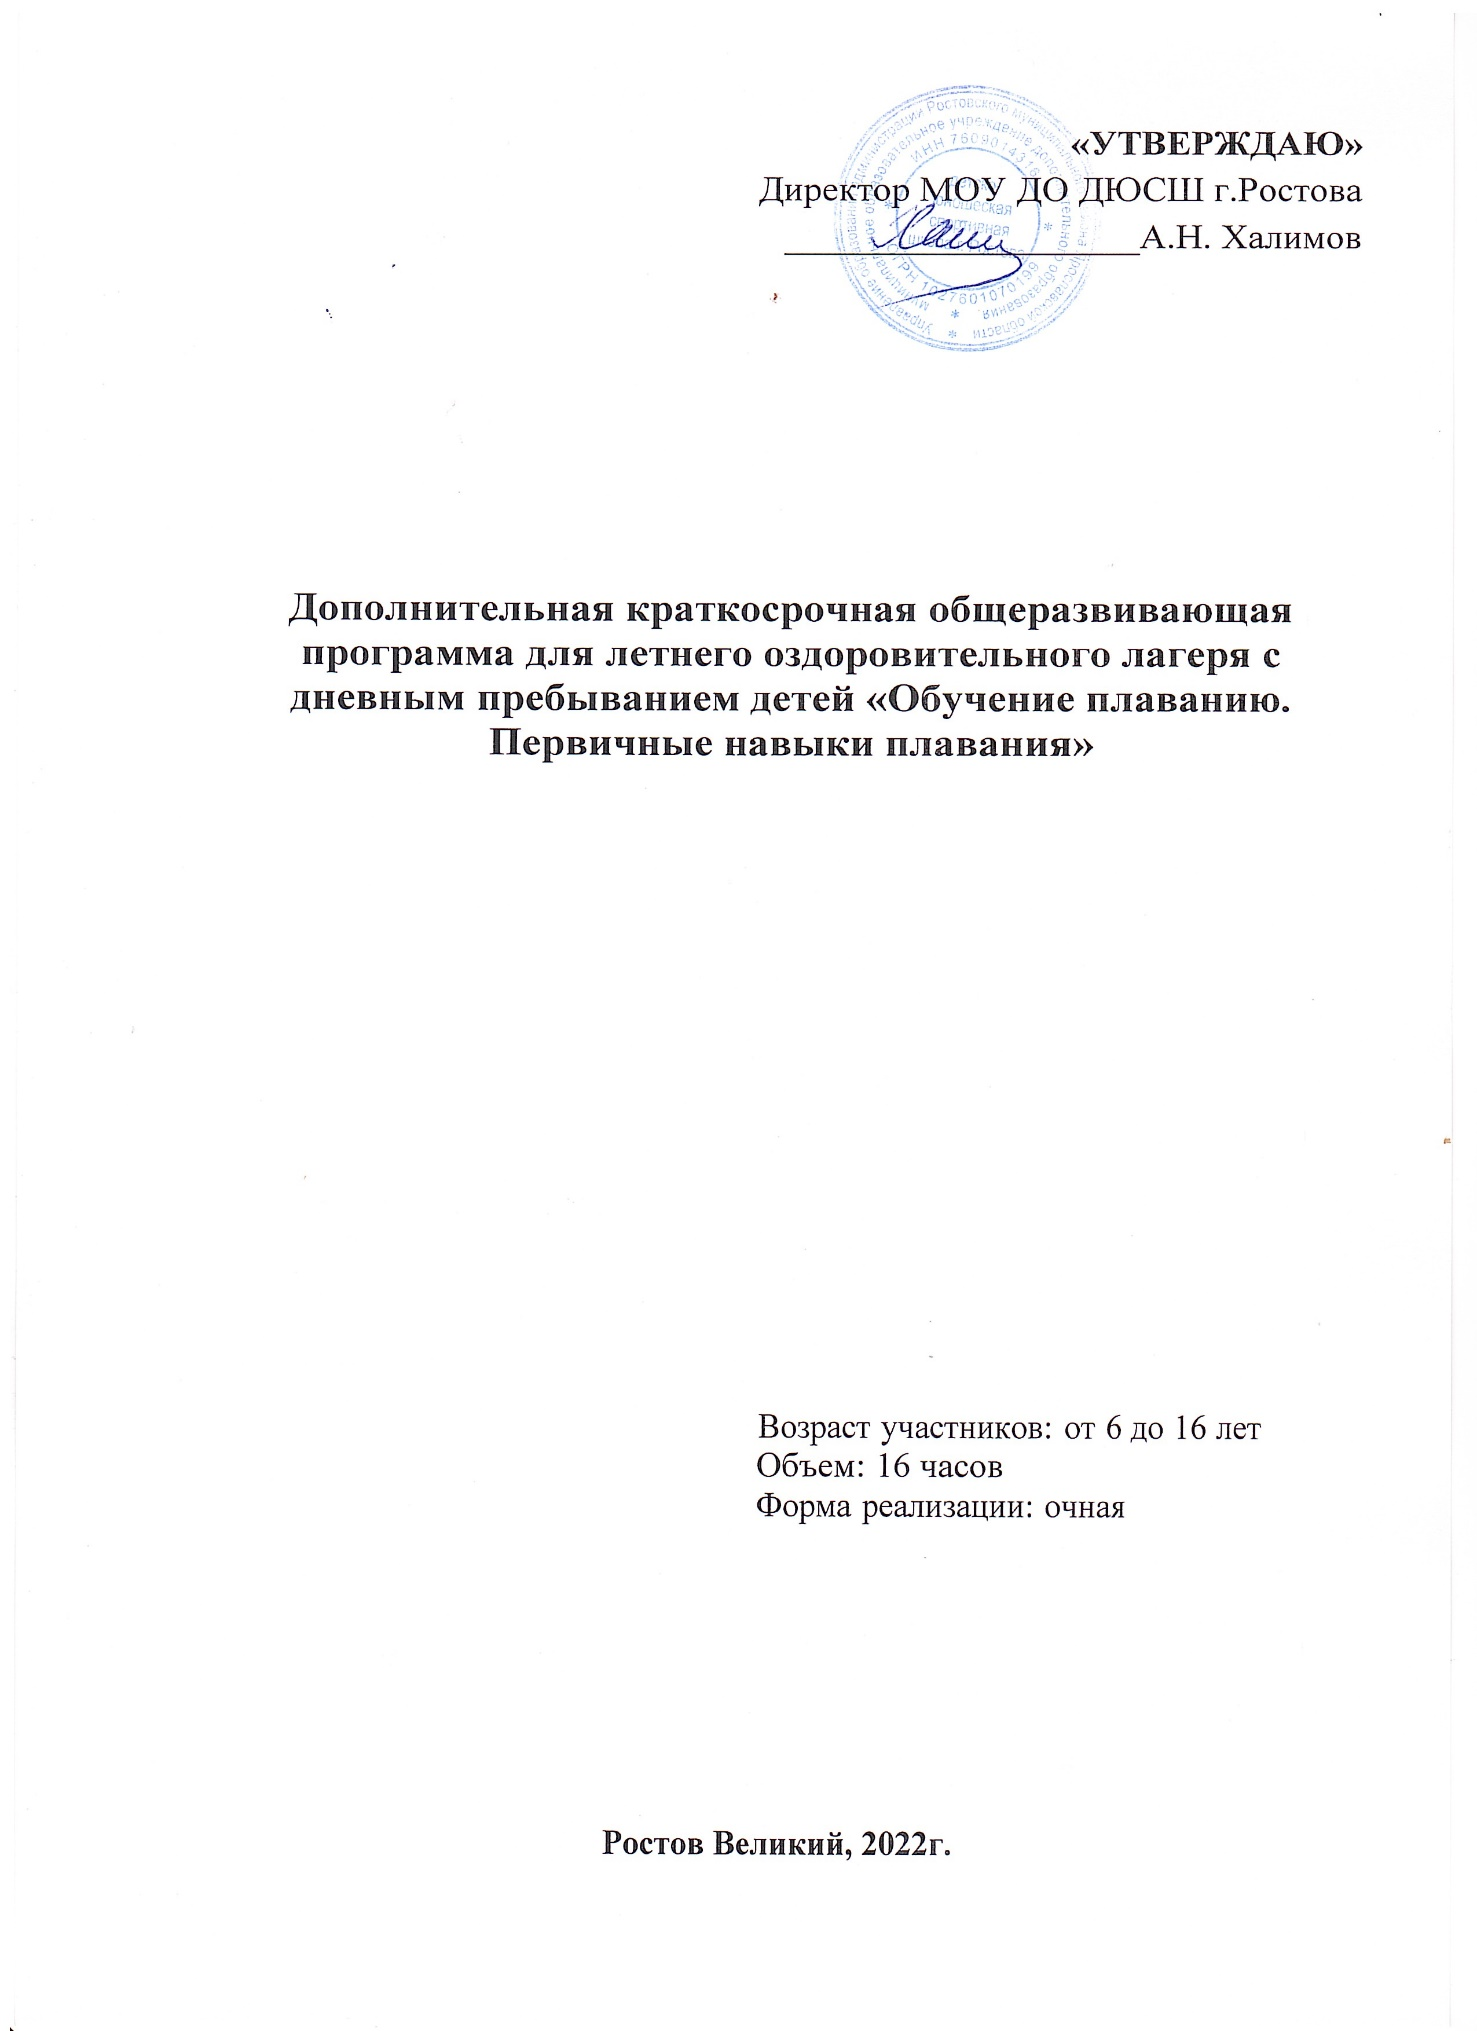 «УТВЕРЖДАЮ»
Директор МОУ ДО ДЮСШ г.Ростова
____________________А.Н. Халимов
Дополнительная краткосрочная общеразвивающая
программа для летнего оздоровительного лагеря с
дневным пребыванием детей «Обучение плаванию.
Первичные навыки плавания»
Возраст участников: от 6 до 16 лет
Объем: 16 часов
Форма реализации: очная
Ростов Великий, 2022г.